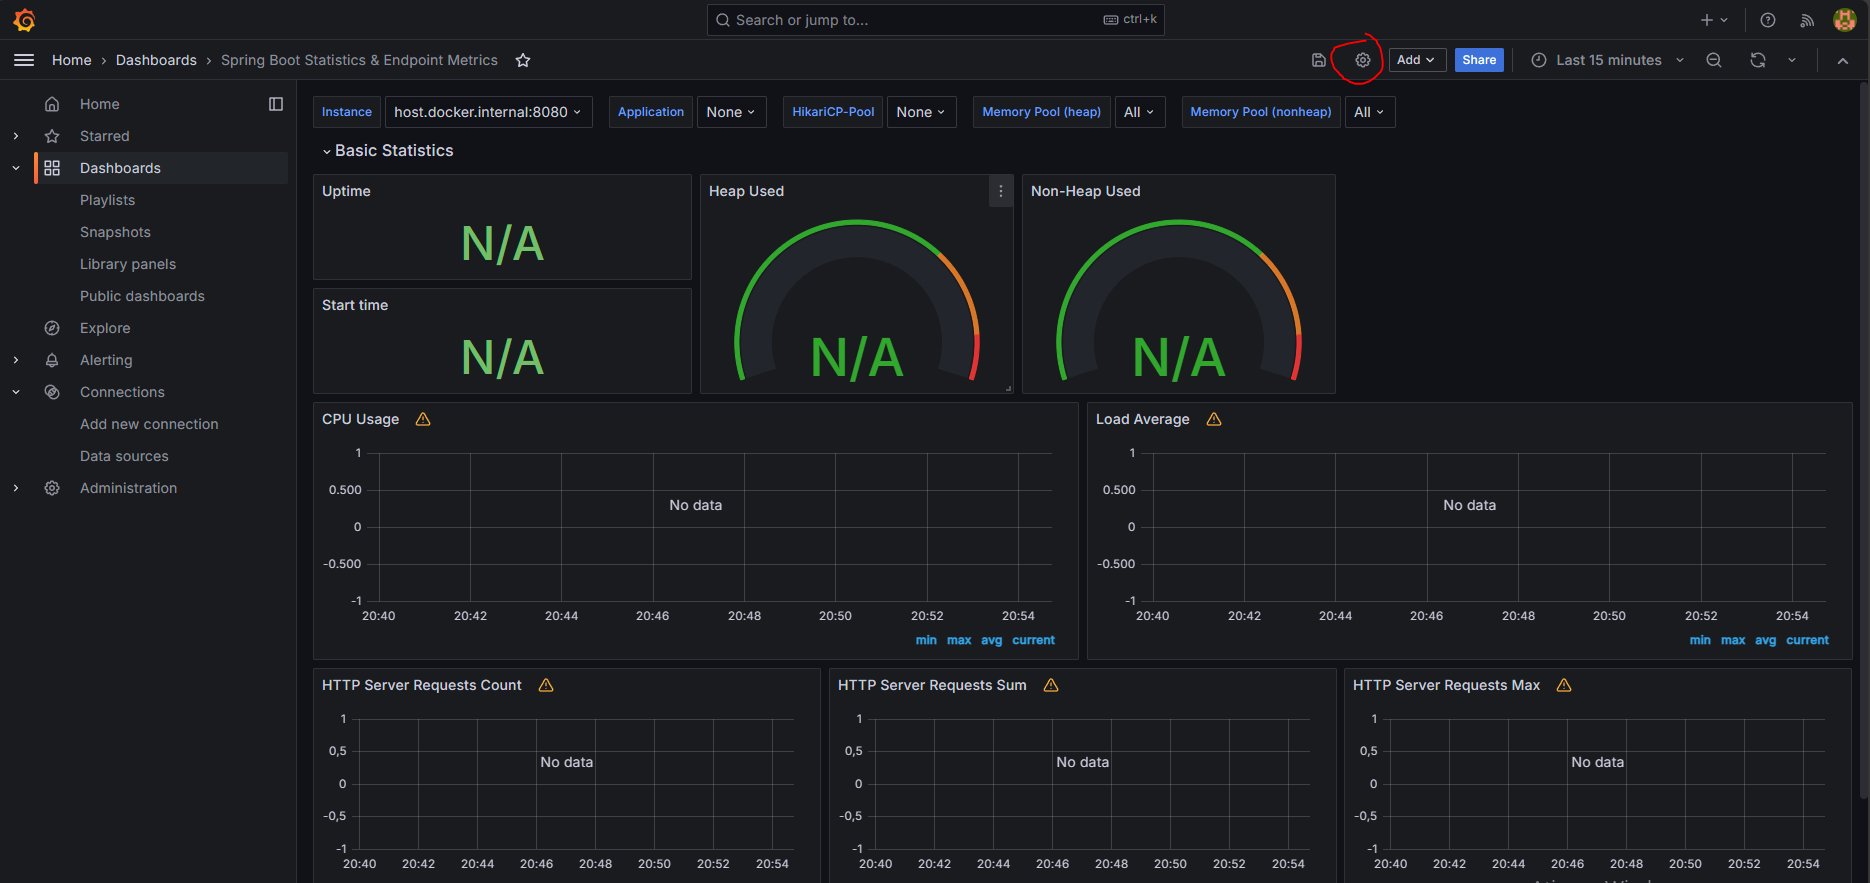 Search or jump to...
ctrl+k
Home › Dashboards › Spring Boot Statistics & Endpoint Metrics
Add
Share
Last 15 minutes
Home
Starred
Dashboards
Playlists
Snapshots
Library panels
Public dashboards
Explore
Alerting
Connections
Add new connection
Data sources
Administration
Instance host.docker.internal:8080 Application None HikariCP-Pool None Memory Pool (heap) All Memory Pool (nonheap) All
Basic Statistics
Uptime
N/A
Start time
N/A
Heap Used
N/A
Non-Heap Used
N/A
CPU Usage
1
0.500
0
-0.500
-1
No data
20:40 20:42 20:44 20:46 20:48 20:50 20:52 20:54
min max avg current
Load Average
1
0.500
0
-0.500
-1
No data
20:40 20:42 20:44 20:46 20:48 20:50 20:52 20:54
min max avg current
HTTP Server Requests Count
1
0,5
0
-0,5
-1
No data
20:40 20:42 20:44 20:46 20:48 20:50 20:52 20:54
HTTP Server Requests Sum
1
0,5
0
-0,5
-1
No data
20:40 20:42 20:44 20:46 20:48 20:50 20:52 20:54
HTTP Server Requests Max
1
0,5
0
-0,5
-1
No data
20:40 20:42 20:44 20:46 20:48 20:50 20:52 20:54